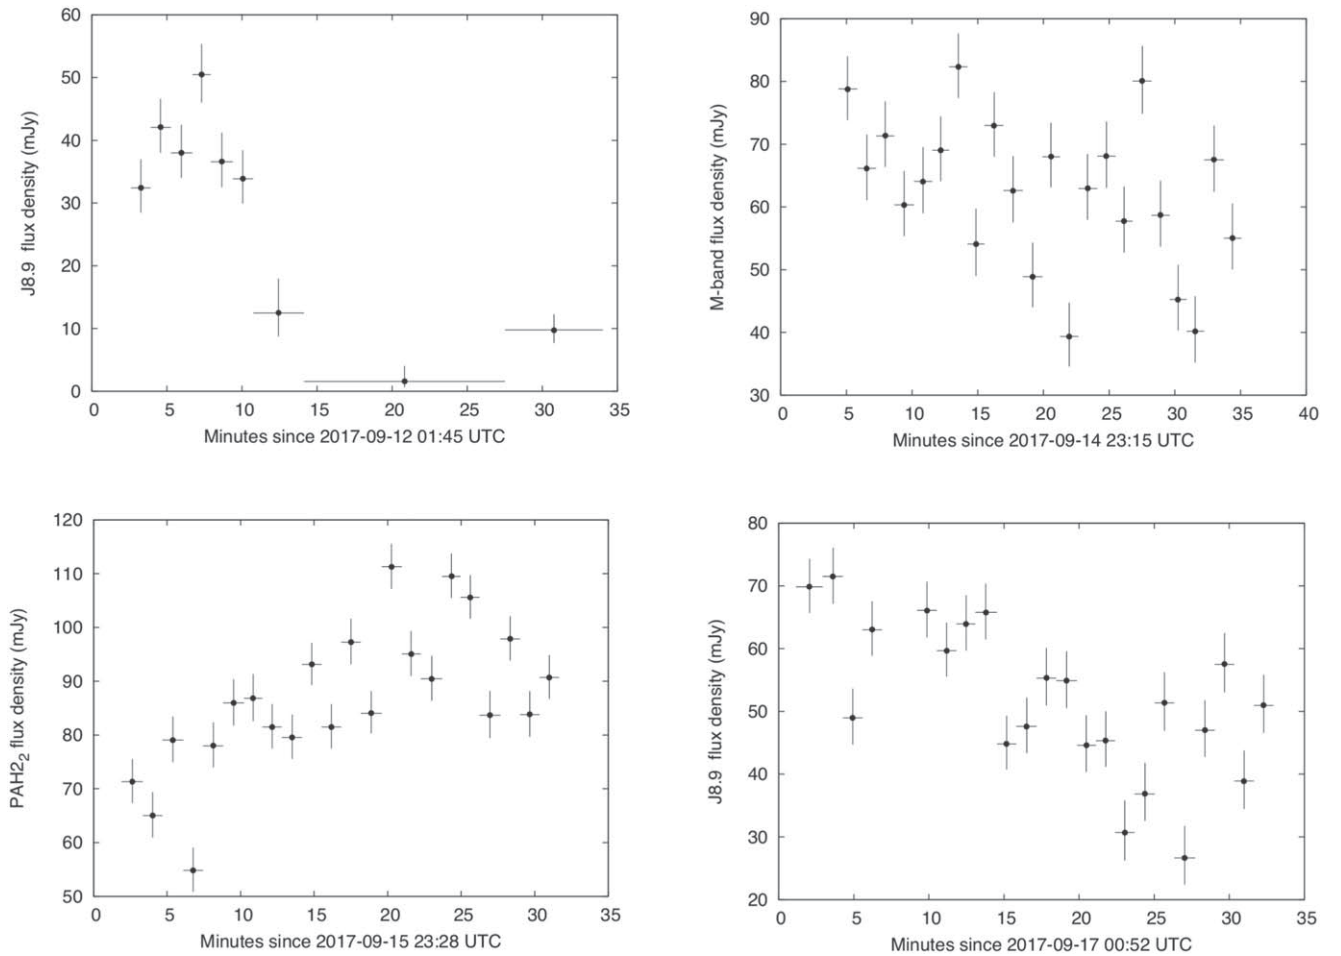 60
50
40
30
20
10
0
J8.9 flux density (mJy)
0 5 10 15 20 25 30 35
Minutes since 2017-09-12 01:45 UTC
90
80
70
60
50
40
30
M-band flux density (mJy)
0 5 10 15 20 25 30 35 40
Minutes since 2017-09-14 23:15 UTC
120
110
100
90
80
70
60
50
PAH2₂ flux density (mJy)
0 5 10 15 20 25 30 35
Minutes since 2017-09-15 23:28 UTC
80
70
60
50
40
30
20
J8.9 flux density (mJy)
0 5 10 15 20 25 30 35
Minutes since 2017-09-17 00:52 UTC